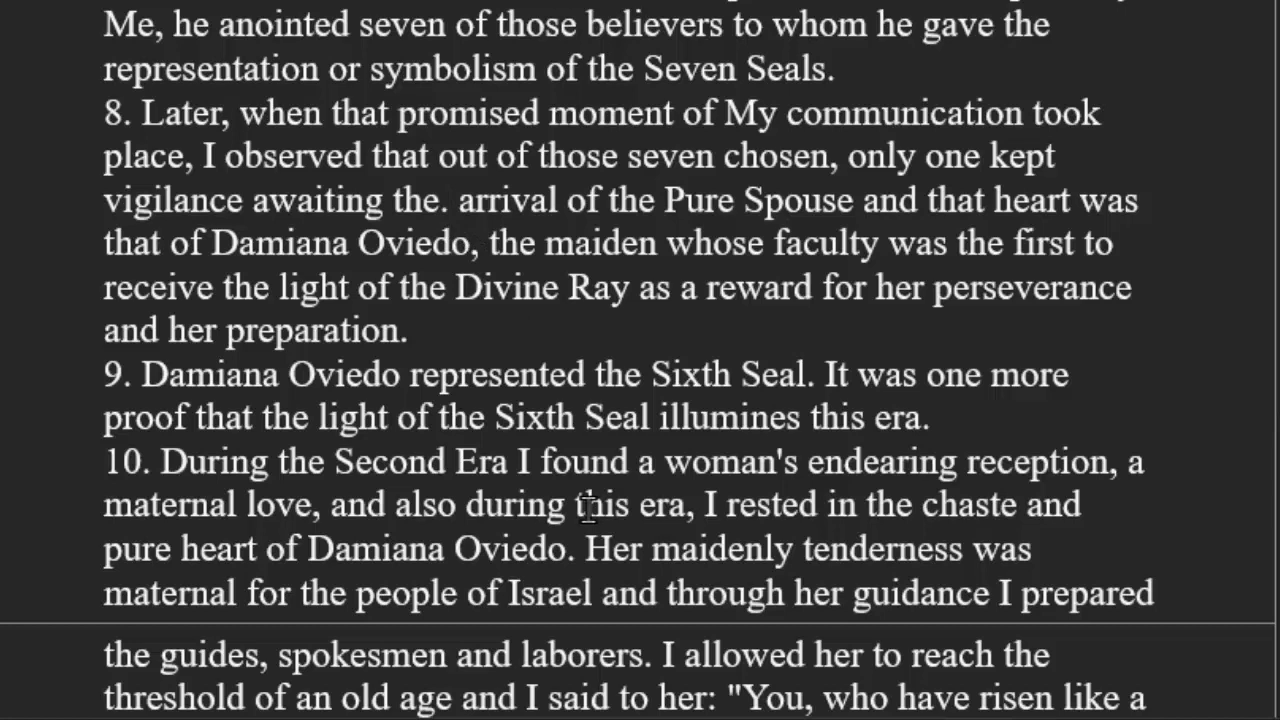 Me, he anointed seven of those believers to whom he gave the
representation or symbolism of the Seven Seals.
8. Later, when that promised moment of My communication took
place, I observed that out of those seven chosen, only one kept
vigilance awaiting the. arrival of the Pure Spouse and that heart was
that of Damiana Oviedo, the maiden whose faculty was the first to
receive the light of the Divine Ray as a reward for her perseverance
and her preparation.
9. Damiana Oviedo represented the Sixth Seal. It was one more
proof that the light of the Sixth Seal illumines this era.
10. During the Second Era I found a woman's endearing reception, a
maternal love, and also during this era, I rested in the chaste and
pure heart of Damiana Oviedo. Her maidenly tenderness was
maternal for the people of Israel and through her guidance I prepared
the guides, spokesmen and laborers. I allowed her to reach the
threshold of an old age and I said to her: "You, who have risen like a